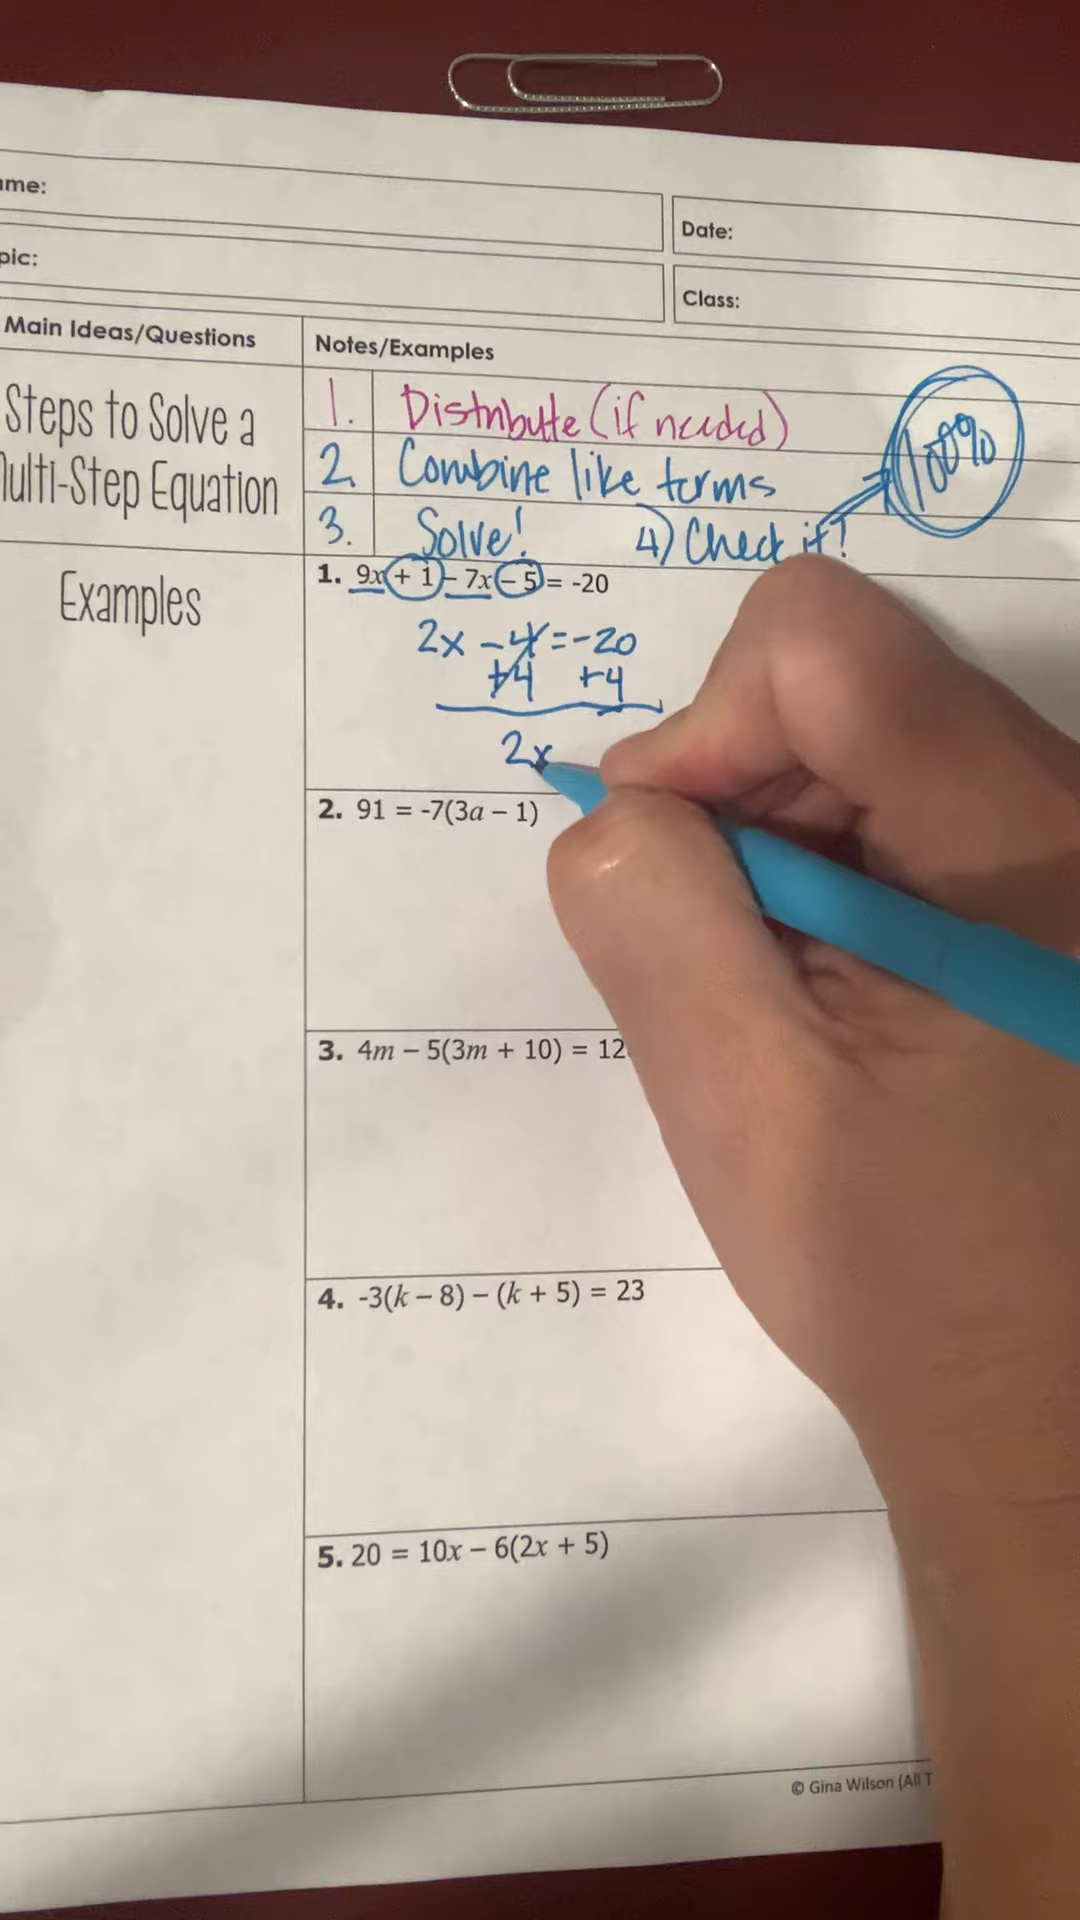 ame:
Date:
pic:
Class:
Main Ideas/Questions
Notes/Examples
Steps to Solve a
Multi-Step Equation
1. Distribute (if needed)
2. Combine like terms
3. Solve! 4) Check it!
100%
Examples
1. 9x + 1 – 7x – 5 = -20
2x – 4 = -20
+4 +4
2x
2. 91 = -7(3a – 1)
3. 4m – 5(3m + 10) = 12
4. -3(k – 8) – (k + 5) = 23
5. 20 = 10x – 6(2x + 5)
© Gina Wilson (All T